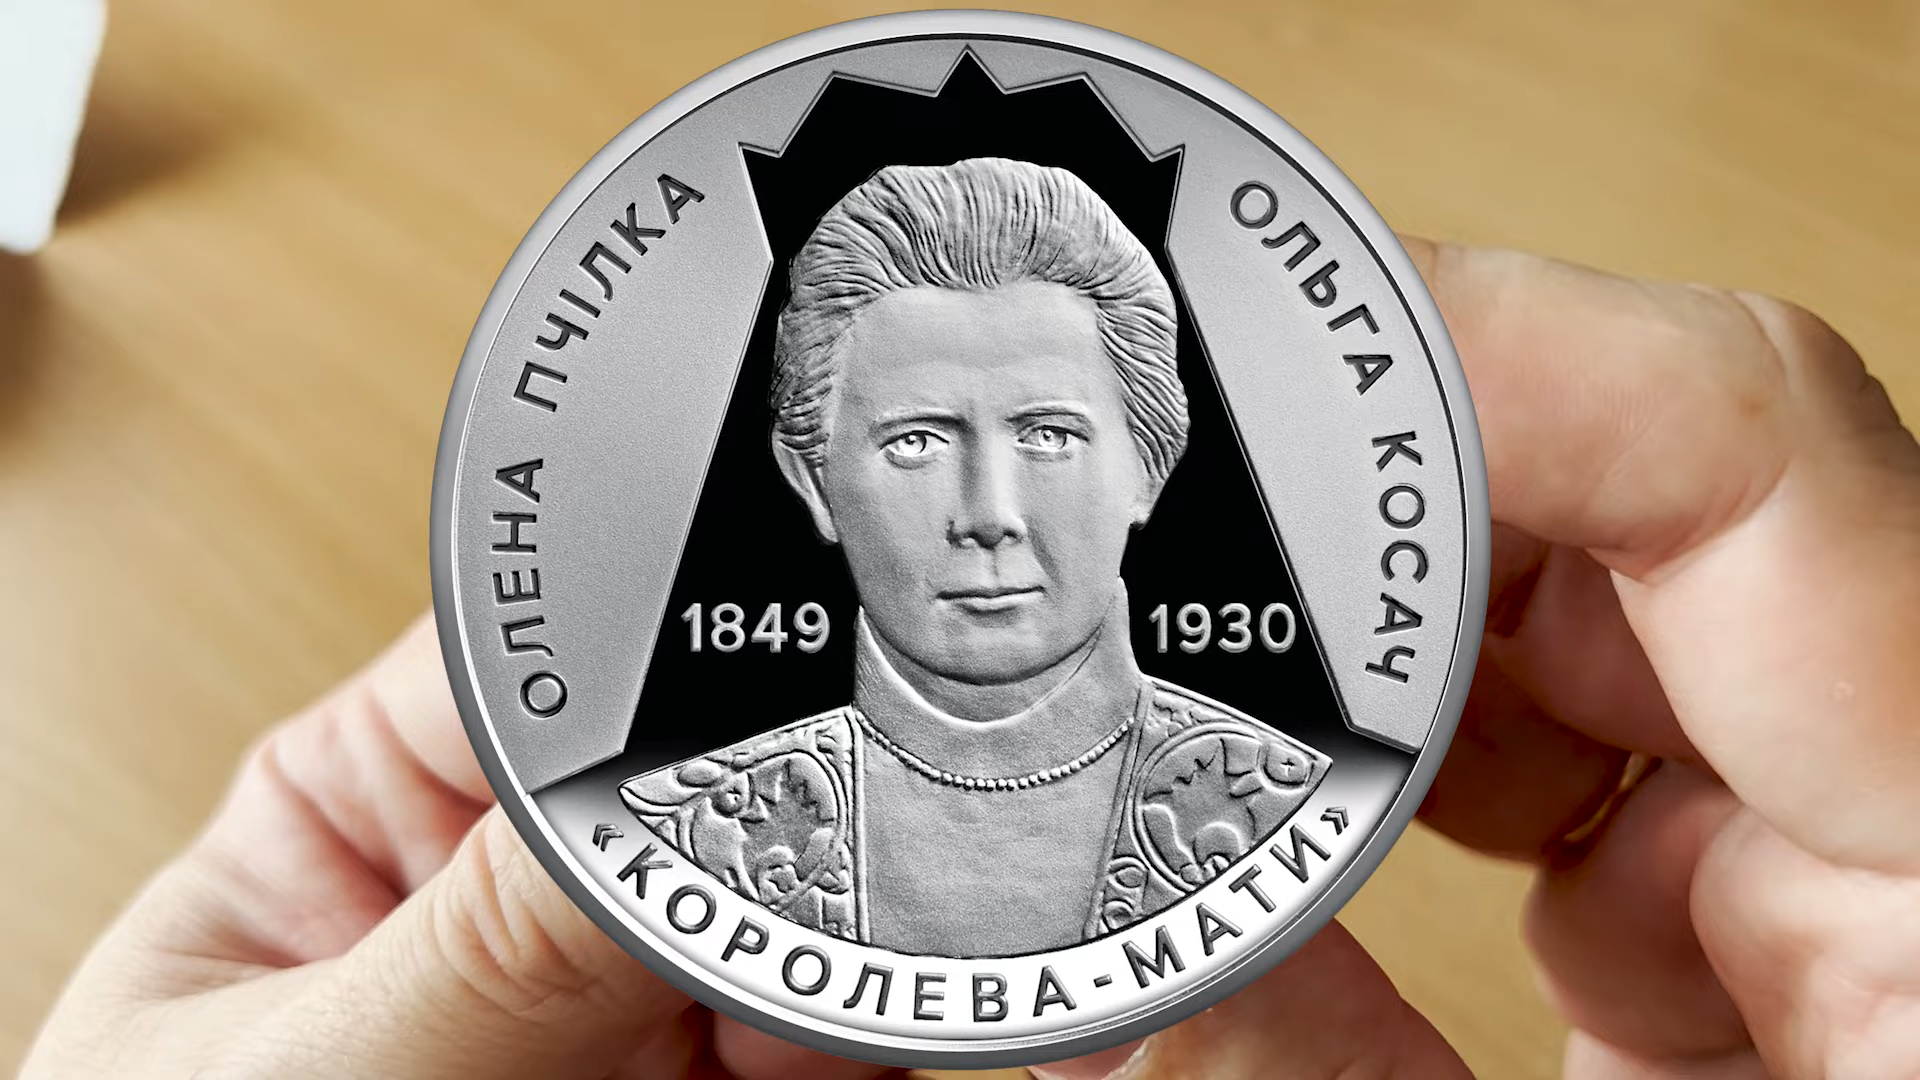 ОЛЕНА ПЧІЛКА
ОЛЬГА КОСАЧ
1849
1930
«КОРОЛЕВА-МАТИ»